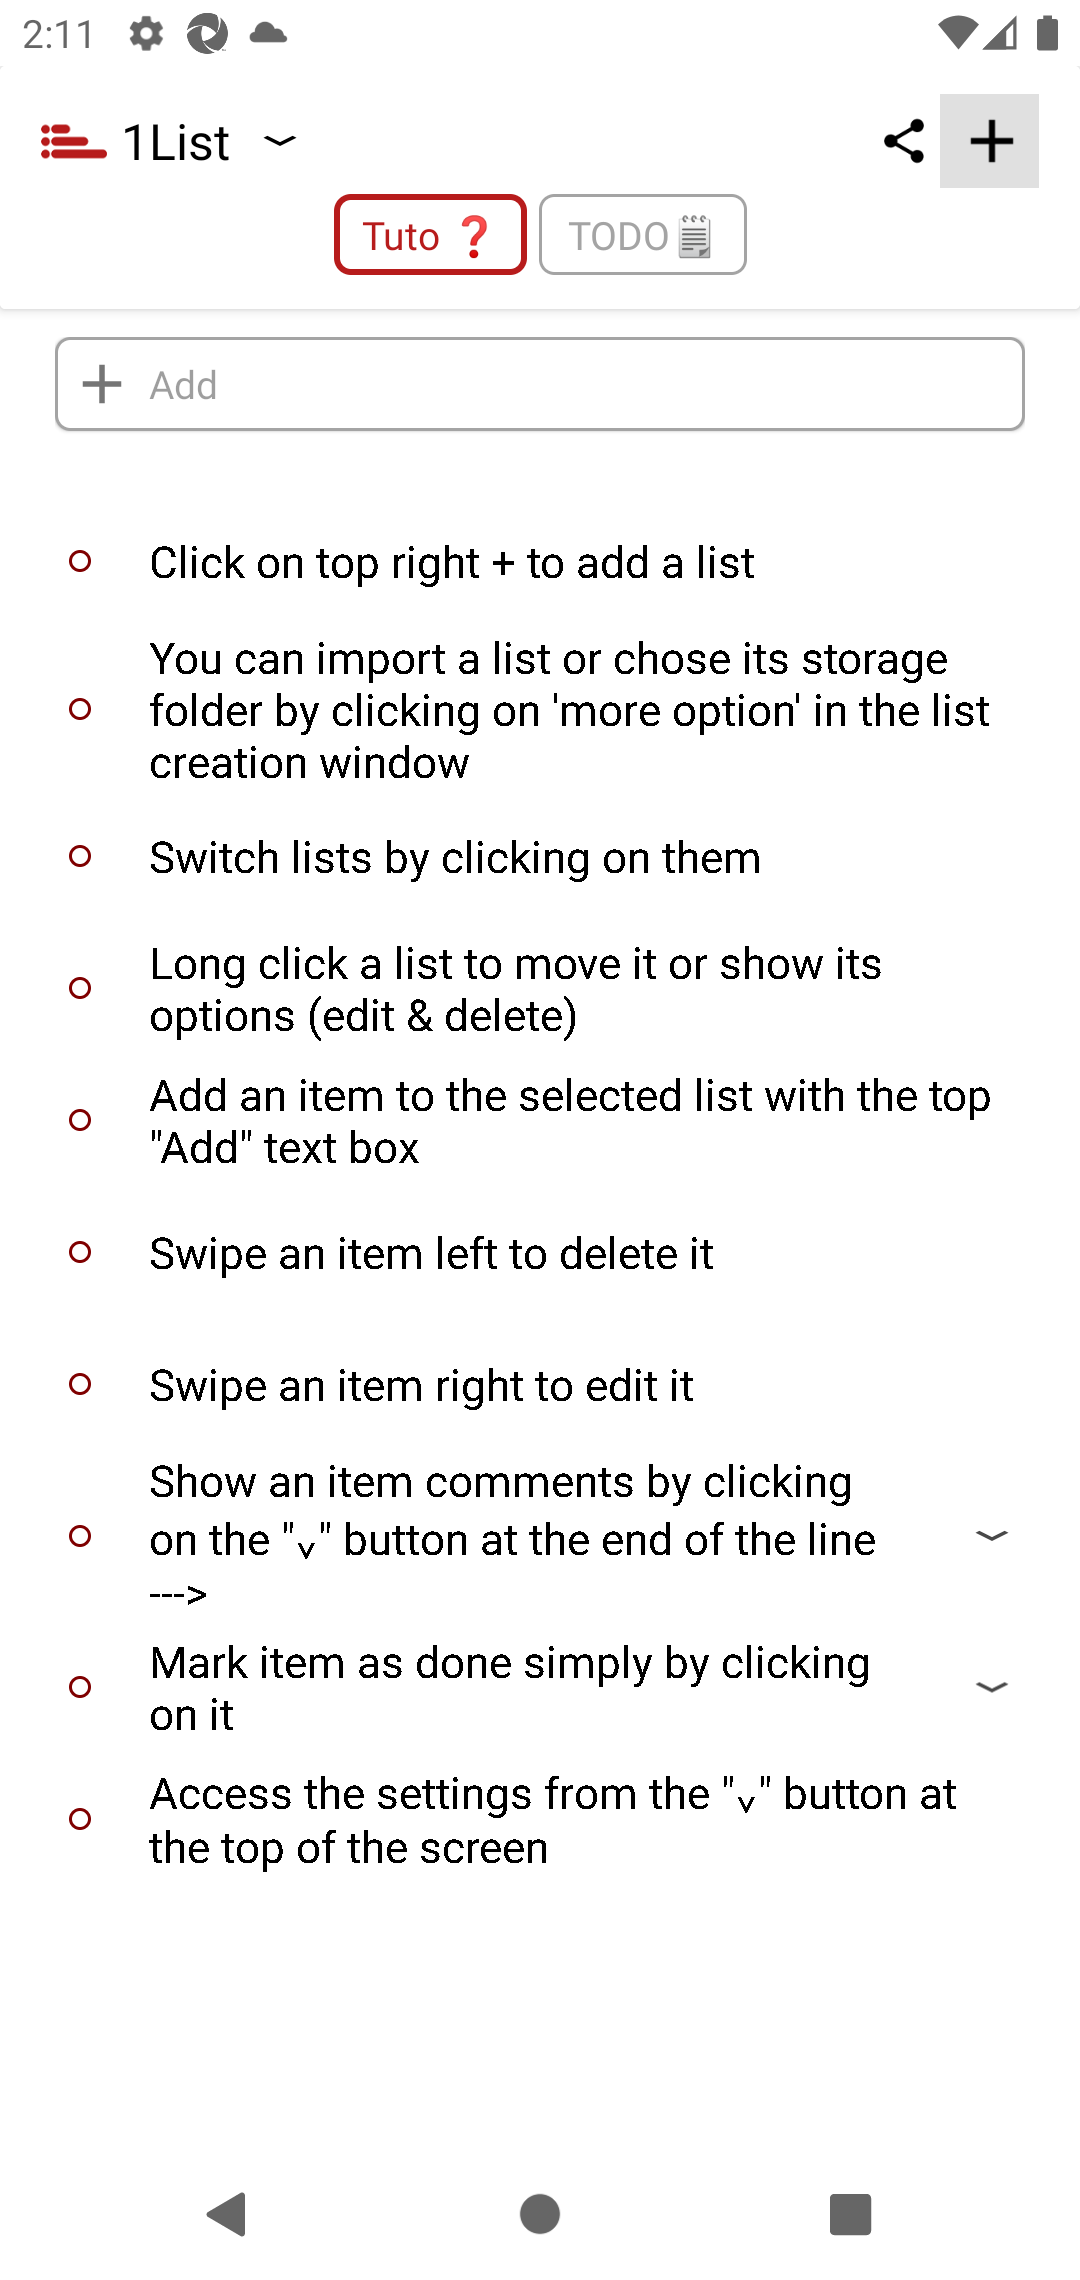 2:11
1List
Tuto ❓
TODO🗒
+ Add
Click on top right + to add a list
You can import a list or chose its storage
folder by clicking on 'more option' in the list
creation window
Switch lists by clicking on them
Long click a list to move it or show its
options (edit & delete)
Add an item to the selected list with the top
"Add" text box
Swipe an item left to delete it
Swipe an item right to edit it
Show an item comments by clicking
on the "˅" button at the end of the line
--->
Mark item as done simply by clicking
on it
Access the settings from the "˅" button at
the top of the screen